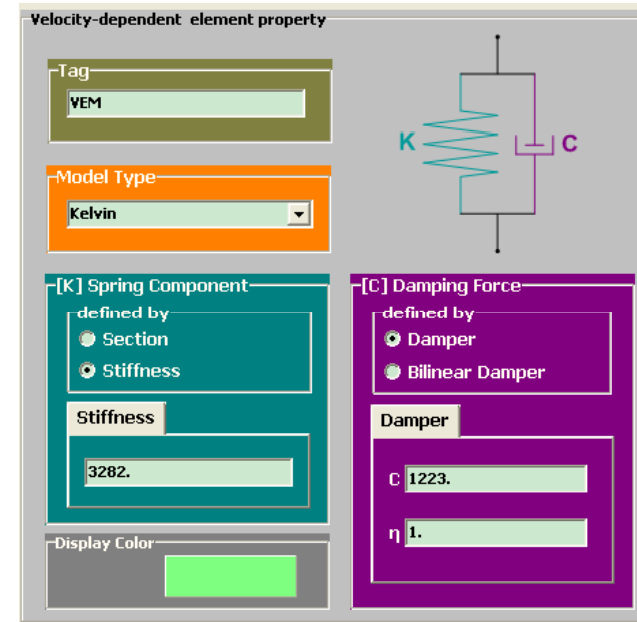 Velocity-dependent element property
Tag
VEM
K
C
Model Type
Kelvin
[K] Spring Component
defined by
Section
Stiffness
Stiffness
3282.
[C] Damping Force
defined by
Damper
Bilinear Damper
Damper
C 1223.
η 1.
Display Color